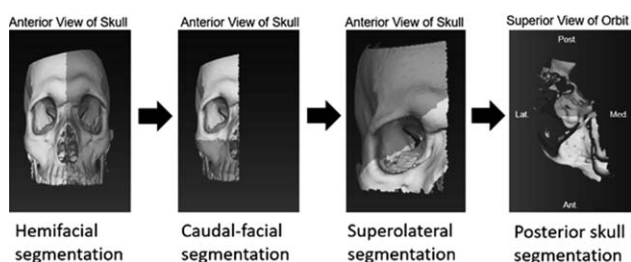 Anterior View of Skull
Anterior View of Skull
Anterior View of Skull
Superior View of Orbit
Post.
Lat.
Med.
Ant.
Hemifacial
segmentation
Caudal-facial
segmentation
Superolateral
segmentation
Posterior skull
segmentation